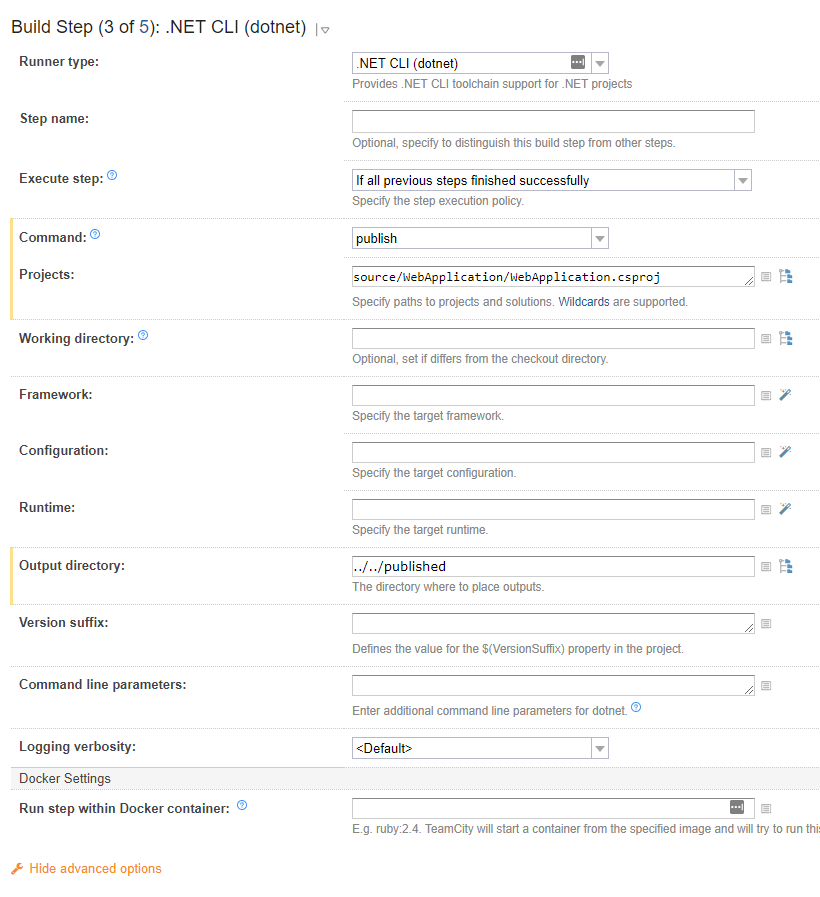 Build Step (3 of 5): .NET CLI (dotnet)
Runner type:
.NET CLI (dotnet)
Provides .NET CLI toolchain support for .NET projects
Step name:
Optional, specify to distinguish this build step from other steps.
Execute step:
If all previous steps finished successfully
Specify the step execution policy.
Command:
publish
Projects:
source/WebApplication/WebApplication.csproj
Specify paths to projects and solutions. Wildcards are supported.
Working directory:
Optional, set if differs from the checkout directory.
Framework:
Specify the target framework.
Configuration:
Specify the target configuration.
Runtime:
Specify the target runtime.
Output directory:
../../published
The directory where to place outputs.
Version suffix:
Defines the value for the $(VersionSuffix) property in the project.
Command line parameters:
Enter additional command line parameters for dotnet.
Logging verbosity:
<Default>
Docker Settings
Run step within Docker container:
E.g. ruby:2.4. TeamCity will start a container from the specified image and will try to run this
Hide advanced options